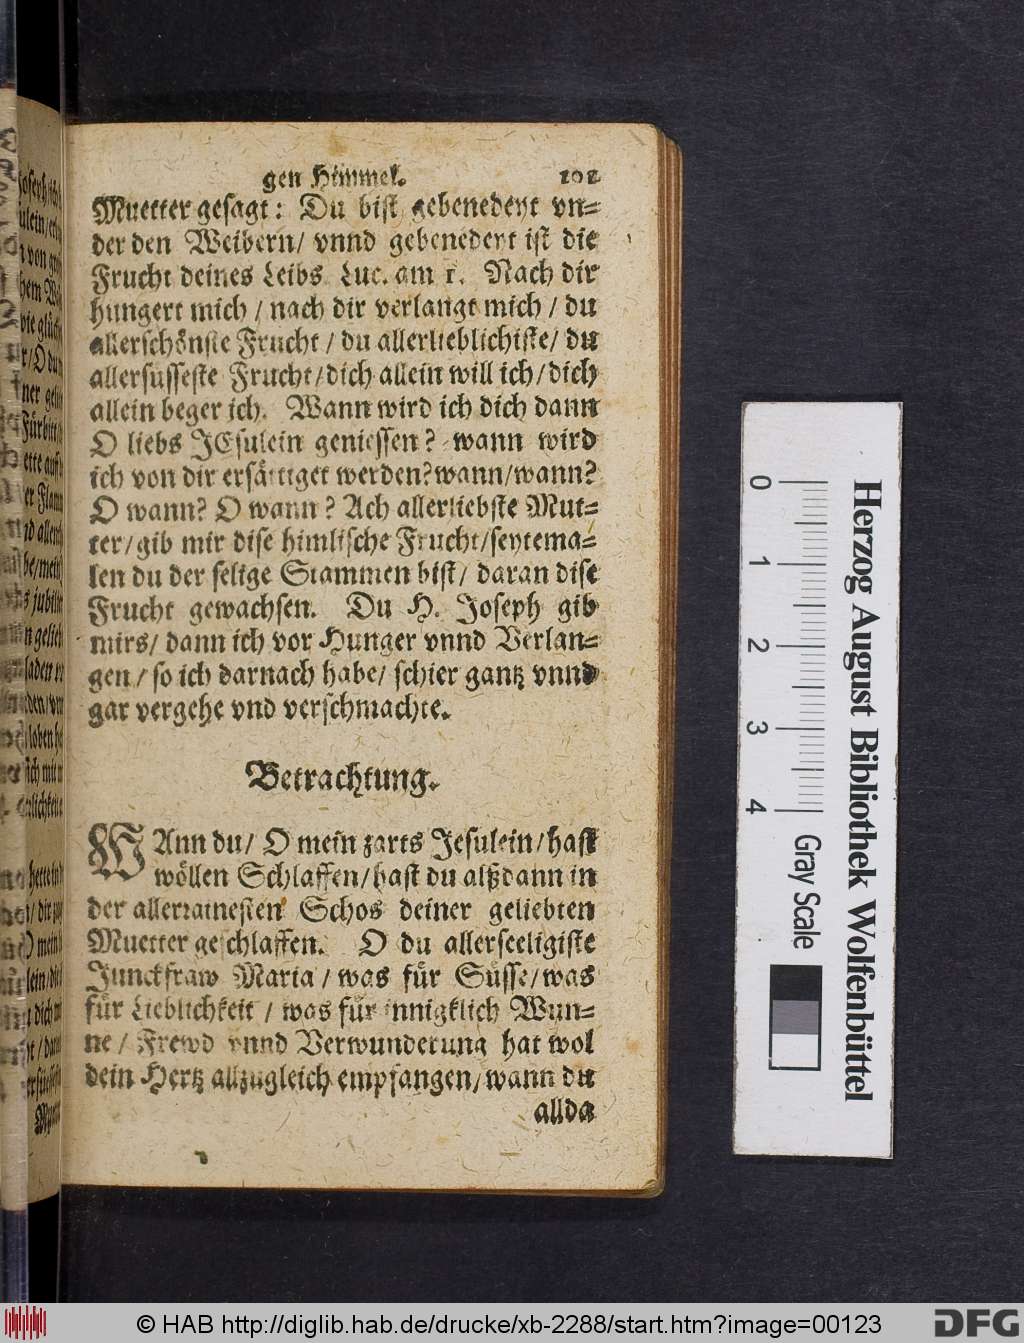 gen Himmel. 101
Muetter gesagt: Du bist gebenedeyt vn=
der den Weibern/ vnnd gebenedeyt ist die
Frucht deines Leibs Luc. am 1. Nach dir
hungert mich / nach dir verlangt mich / du
allerschönste Frucht / du allerlieblichiste/ du
allersüsseste Frucht/dich allein will ich/dich
allein beger ich. Wann wird ich dich dann
O liebs JEsulein geniessen? wann wird
ich von dir ersättiget werden?wann/wann?
O wann? O wann ? Ach allerliebste Mut=
ter/gib mir dise himlische Frucht/seytema=
len du der selige Stammen bist/ daran dise
Frucht gewachsen. Du H. Joseph gib
mirs/ dann ich vor Hunger vnnd Verlan=
gen / so ich darnach habe/ schier gantz vnnd
gar vergehe vnd verschmachte.
Betrachtung.
WAnn du/ O mein zarts Jesulein/hast
wöllen Schlaffen/hast du alßdann in
der allerrainesten Schos deiner geliebten
Muetter geschlaffen. O du allerseeligiste
Junckfraw Maria / was für Süsse/was
für Lieblichkeit / was für innigklich Wun=
ne / Frewd vnnd Verwunderung hat wol
dein Hertz allzugleich empfangen/wann du
allda
Herzog August Bibliothek Wolfenbüttel
0 1 2 3 4 Gray Scale
© HAB http://diglib.hab.de/drucke/xb-2288/start.htm?image=00123
DFG